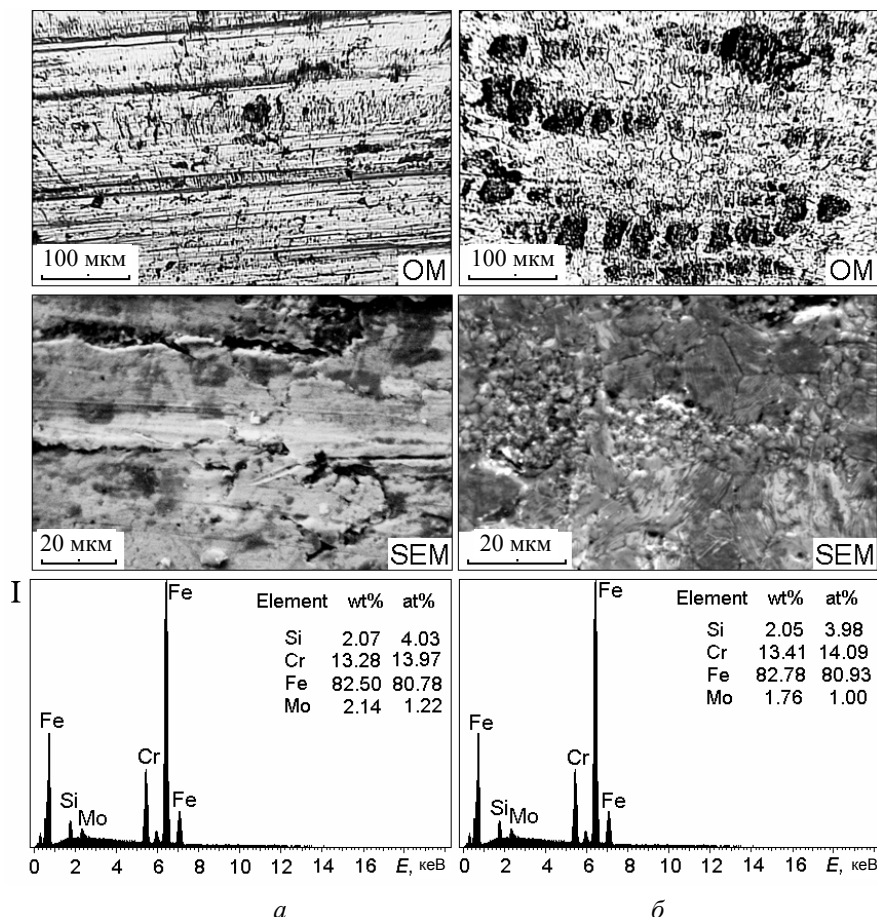 100 мкм
OM
100 мкм
OM
20 мкм
SEM
20 мкм
SEM
I
Fe
Element wt% at%
Si 2.07 4.03
Cr 13.28 13.97
Fe 82.50 80.78
Mo 2.14 1.22
Fe
Cr
Si
Mo
Fe
0 2 4 6 8 10 12 14 16 E, кеВ
Fe
Element wt% at%
Si 2.05 3.98
Cr 13.41 14.09
Fe 82.78 80.93
Mo 1.76 1.00
Fe
Cr
Si
Mo
Fe
0 2 4 6 8 10 12 14 16 E, кеВ
а
б